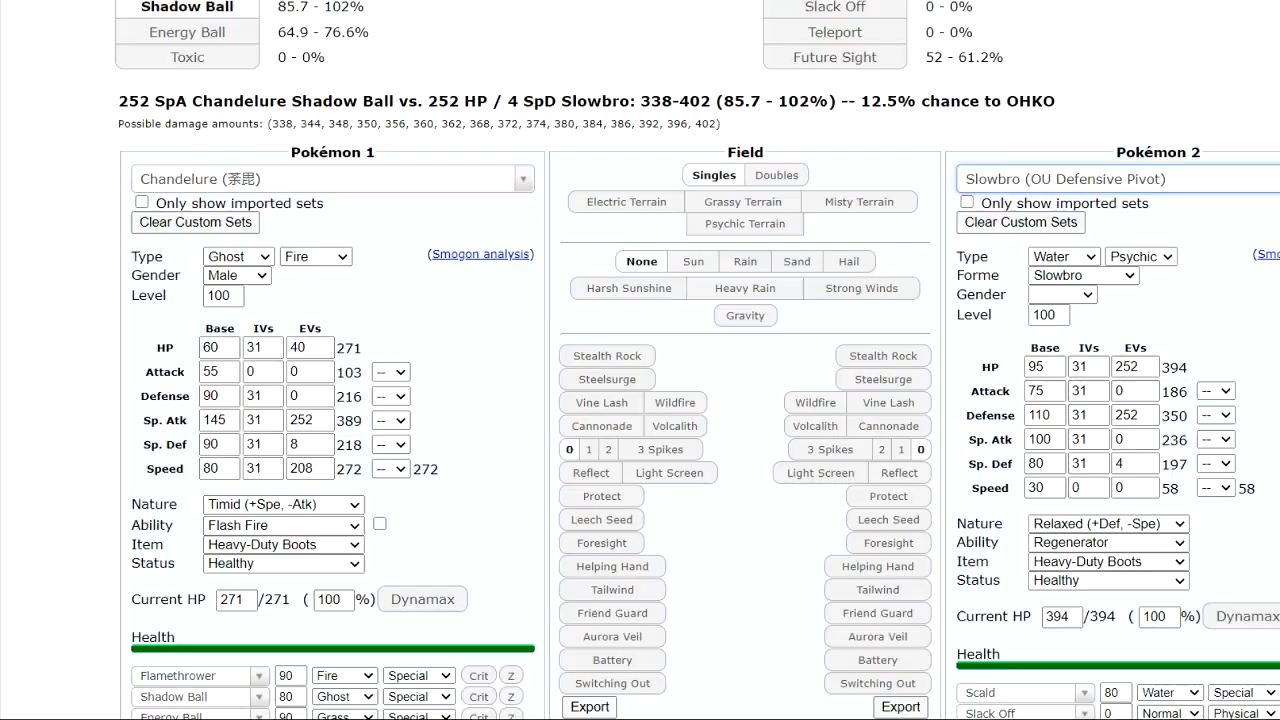 Shadow Ball 85.7 - 102% Slack Off 0 - 0%
Energy Ball 64.9 - 76.6% Teleport 0 - 0%
Toxic 0 - 0% Future Sight 52 - 61.2%
252 SpA Chandelure Shadow Ball vs. 252 HP / 4 SpD Slowbro: 338-402 (85.7 - 102%) -- 12.5% chance to OHKO
Possible damage amounts: (338, 344, 348, 350, 356, 360, 362, 368, 372, 374, 380, 384, 386, 392, 396, 402)
Pokémon 1
Chandelure (荼毘)
Only show imported sets
Clear Custom Sets
Type Ghost Fire (Smogon analysis)
Gender Male
Level 100
Base IVs EVs
HP 60 31 40 271
Attack 55 0 0 103 --
Defense 90 31 0 216 --
Sp. Atk 145 31 252 389 --
Sp. Def 90 31 8 218 --
Speed 80 31 208 272 -- 272
Nature Timid (+Spe, -Atk)
Ability Flash Fire
Item Heavy-Duty Boots
Status Healthy
Current HP 271 /271 ( 100 %) Dynamax
Health
Flamethrower 90 Fire Special Crit Z
Shadow Ball 80 Ghost Special Crit Z
Energy Ball 90 Grass Special Crit Z
Field
Singles Doubles
Electric Terrain Grassy Terrain Misty Terrain
Psychic Terrain
None Sun Rain Sand Hail
Harsh Sunshine Heavy Rain Strong Winds
Gravity
Stealth Rock Stealth Rock
Steelsurge Steelsurge
Vine Lash Wildfire Wildfire Vine Lash
Cannonade Volcalith Volcalith Cannonade
0 1 2 3 Spikes 3 Spikes 2 1 0
Reflect Light Screen Light Screen Reflect
Protect Protect
Leech Seed Leech Seed
Foresight Foresight
Helping Hand Helping Hand
Tailwind Tailwind
Friend Guard Friend Guard
Aurora Veil Aurora Veil
Battery Battery
Switching Out Switching Out
Export Export
Pokémon 2
Slowbro (OU Defensive Pivot)
Only show imported sets
Clear Custom Sets
Type Water Psychic (Smo
Forme Slowbro
Gender
Level 100
Base IVs EVs
HP 95 31 252 394
Attack 75 31 0 186 --
Defense 110 31 252 350 --
Sp. Atk 100 31 0 236 --
Sp. Def 80 31 4 197 --
Speed 30 0 0 58 -- 58
Nature Relaxed (+Def, -Spe)
Ability Regenerator
Item Heavy-Duty Boots
Status Healthy
Current HP 394 /394 ( 100 %) Dynamax
Health
Scald 80 Water Special
Slack Off 0 Normal Physical